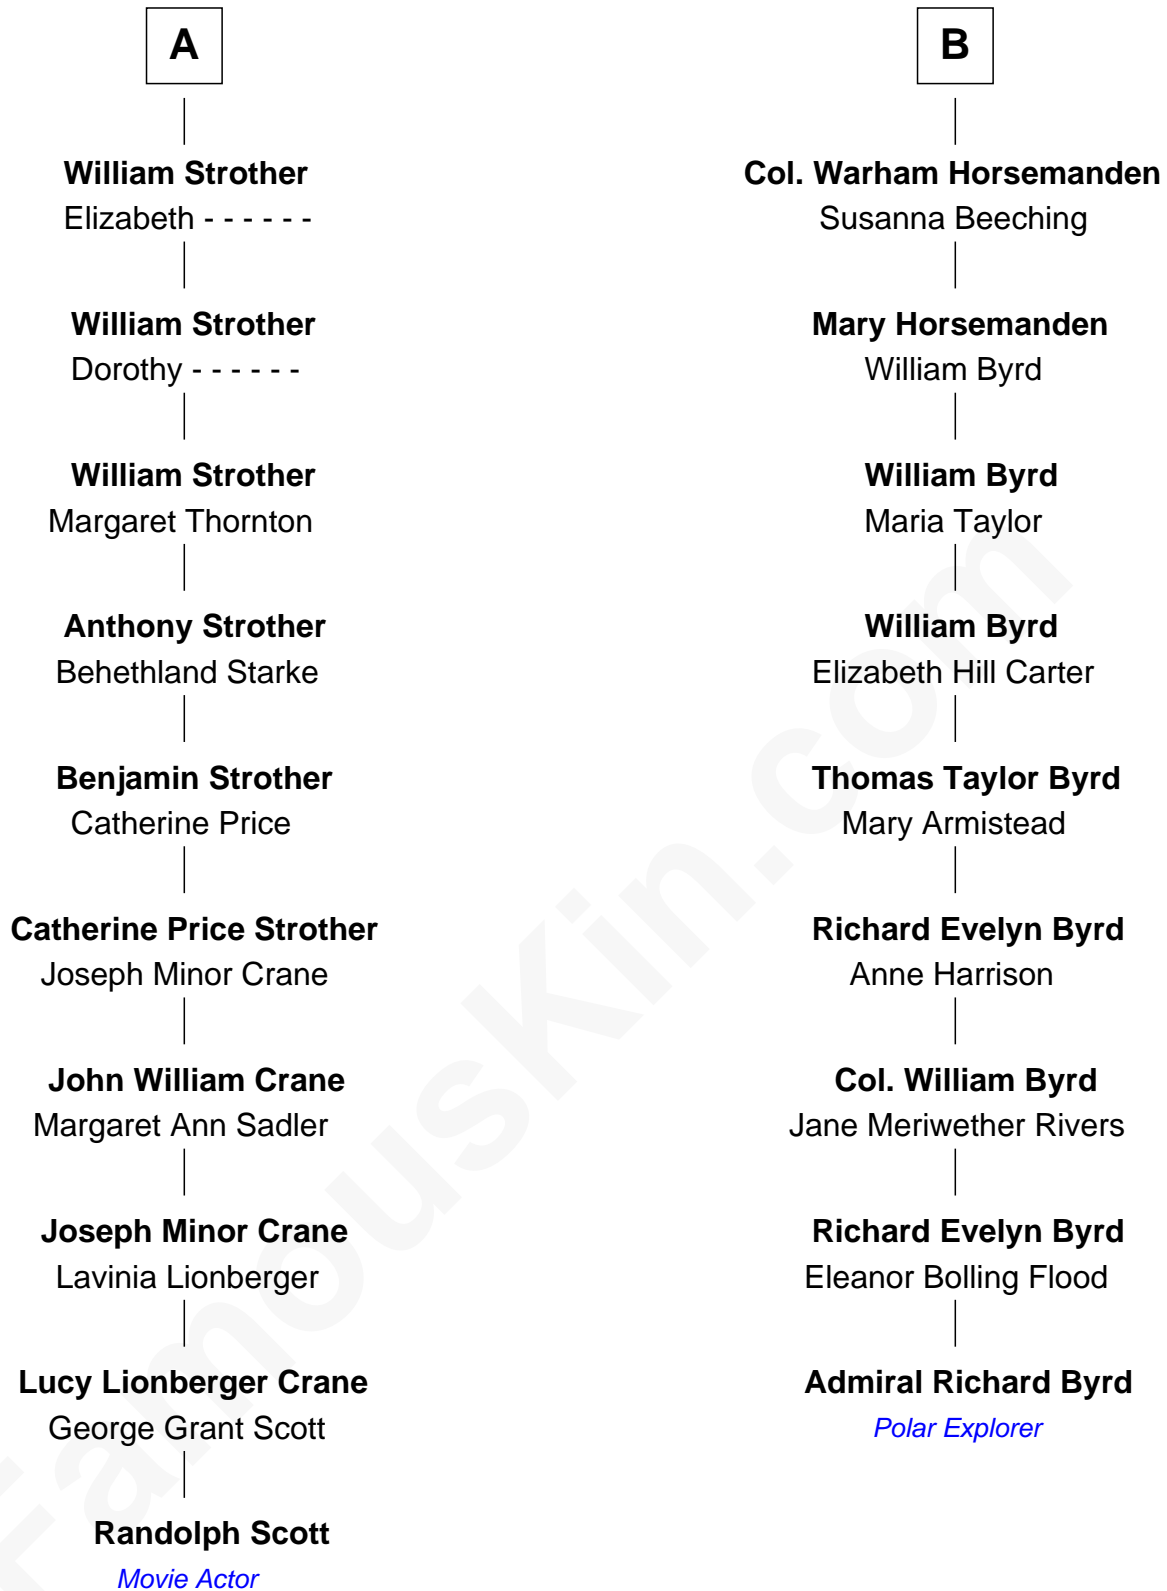 A
William Strother
Elizabeth - - - - - -
William Strother
Dorothy - - - - - -
William Strother
Margaret Thornton
Anthony Strother
Behethland Starke
Benjamin Strother
Catherine Price
Catherine Price Strother
Joseph Minor Crane
John William Crane
Margaret Ann Sadler
Joseph Minor Crane
Lavinia Lionberger
Lucy Lionberger Crane
George Grant Scott
Randolph Scott
Movie Actor
B
Col. Warham Horsemanden
Susanna Beeching
Mary Horsemanden
William Byrd
William Byrd
Maria Taylor
William Byrd
Elizabeth Hill Carter
Thomas Taylor Byrd
Mary Armistead
Richard Evelyn Byrd
Anne Harrison
Col. William Byrd
Jane Meriwether Rivers
Richard Evelyn Byrd
Eleanor Bolling Flood
Admiral Richard Byrd
Polar Explorer
FamousKin.com